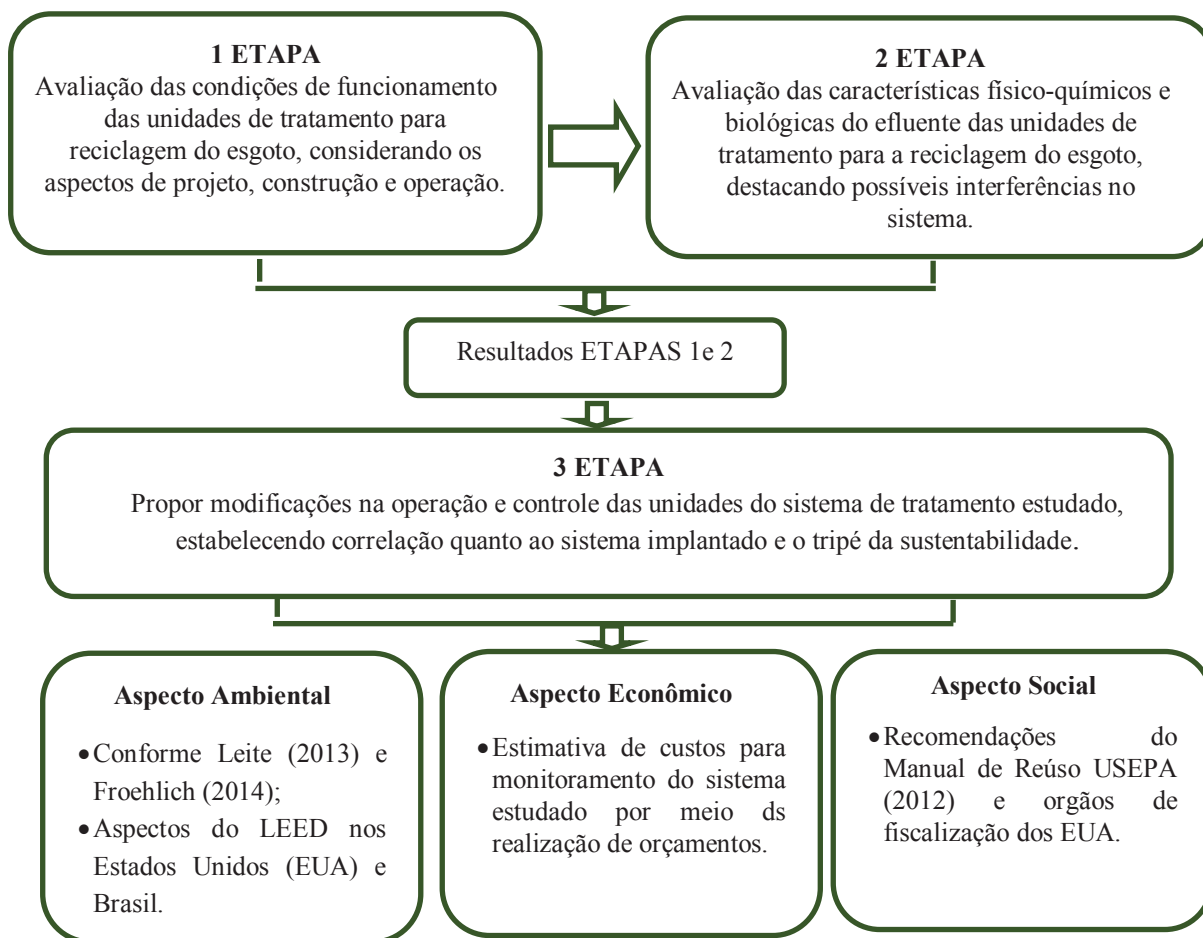 1 ETAPA
Avaliação das condições de funcionamento
das unidades de tratamento para
reciclagem do esgoto, considerando os
aspectos de projeto, construção e operação.
2 ETAPA
Avaliação das características físico-químicos e
biológicas do efluente das unidades de
tratamento para a reciclagem do esgoto,
destacando possíveis interferências no
sistema.
Resultados ETAPAS 1e 2
3 ETAPA
Propor modificações na operação e controle das unidades do sistema de tratamento estudado,
estabelecendo correlação quanto ao sistema implantado e o tripé da sustentabilidade.
Aspecto Ambiental
•Conforme Leite (2013) e
Froehlich (2014);
•Aspectos do LEED nos
Estados Unidos (EUA) e
Brasil.
Aspecto Econômico
•Estimativa de custos para
monitoramento do sistema
estudado por meio ds
realização de orçamentos.
Aspecto Social
•Recomendações do
Manual de Reúso USEPA
(2012) e orgãos de
fiscalização dos EUA.